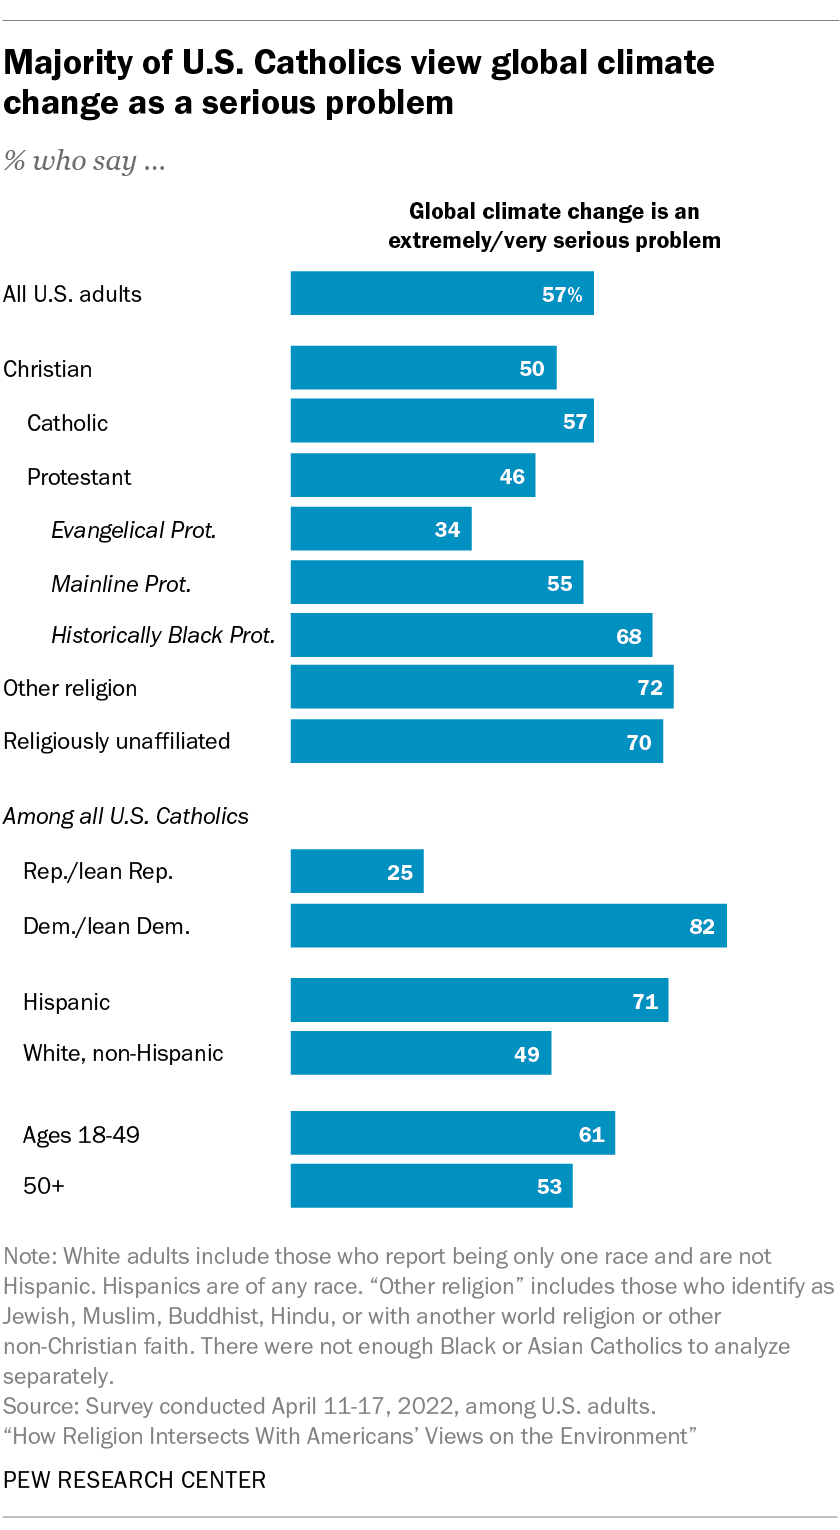 Majority of U.S. Catholics view global climate
change as a serious problem
% who say ...
Global climate change is an
extremely/very serious problem
All U.S. adults 57%
Christian 50
Catholic 57
Protestant 46
Evangelical Prot. 34
Mainline Prot. 55
Historically Black Prot. 68
Other religion 72
Religiously unaffiliated 70
Among all U.S. Catholics
Rep./lean Rep. 25
Dem./lean Dem. 82
Hispanic 71
White, non-Hispanic 49
Ages 18-49 61
50+ 53
Note: White adults include those who report being only one race and are not
Hispanic. Hispanics are of any race. “Other religion” includes those who identify as
Jewish, Muslim, Buddhist, Hindu, or with another world religion or other
non-Christian faith. There were not enough Black or Asian Catholics to analyze
separately.
Source: Survey conducted April 11-17, 2022, among U.S. adults.
“How Religion Intersects With Americans’ Views on the Environment”
PEW RESEARCH CENTER